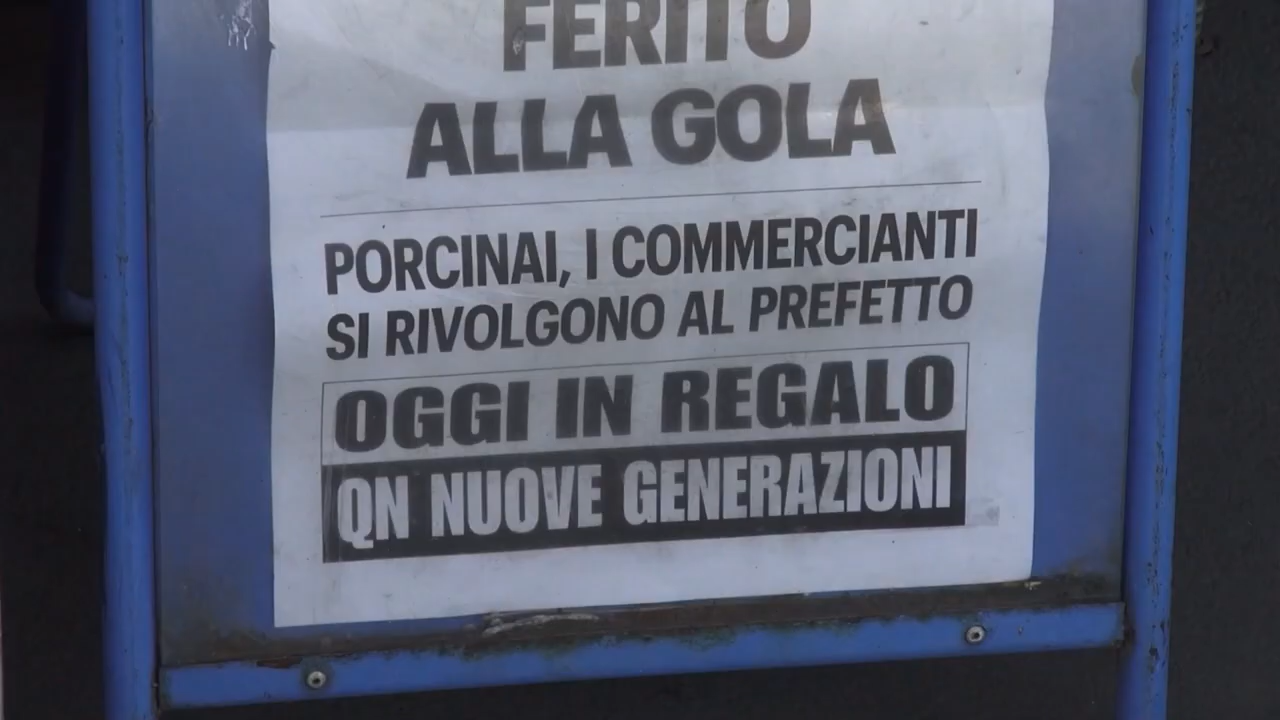 FERITO
ALLA GOLA
PORCINAI, I COMMERCIANTI
SI RIVOLGONO AL PREFETTO
OGGI IN REGALO
QN NUOVE GENERAZIONI